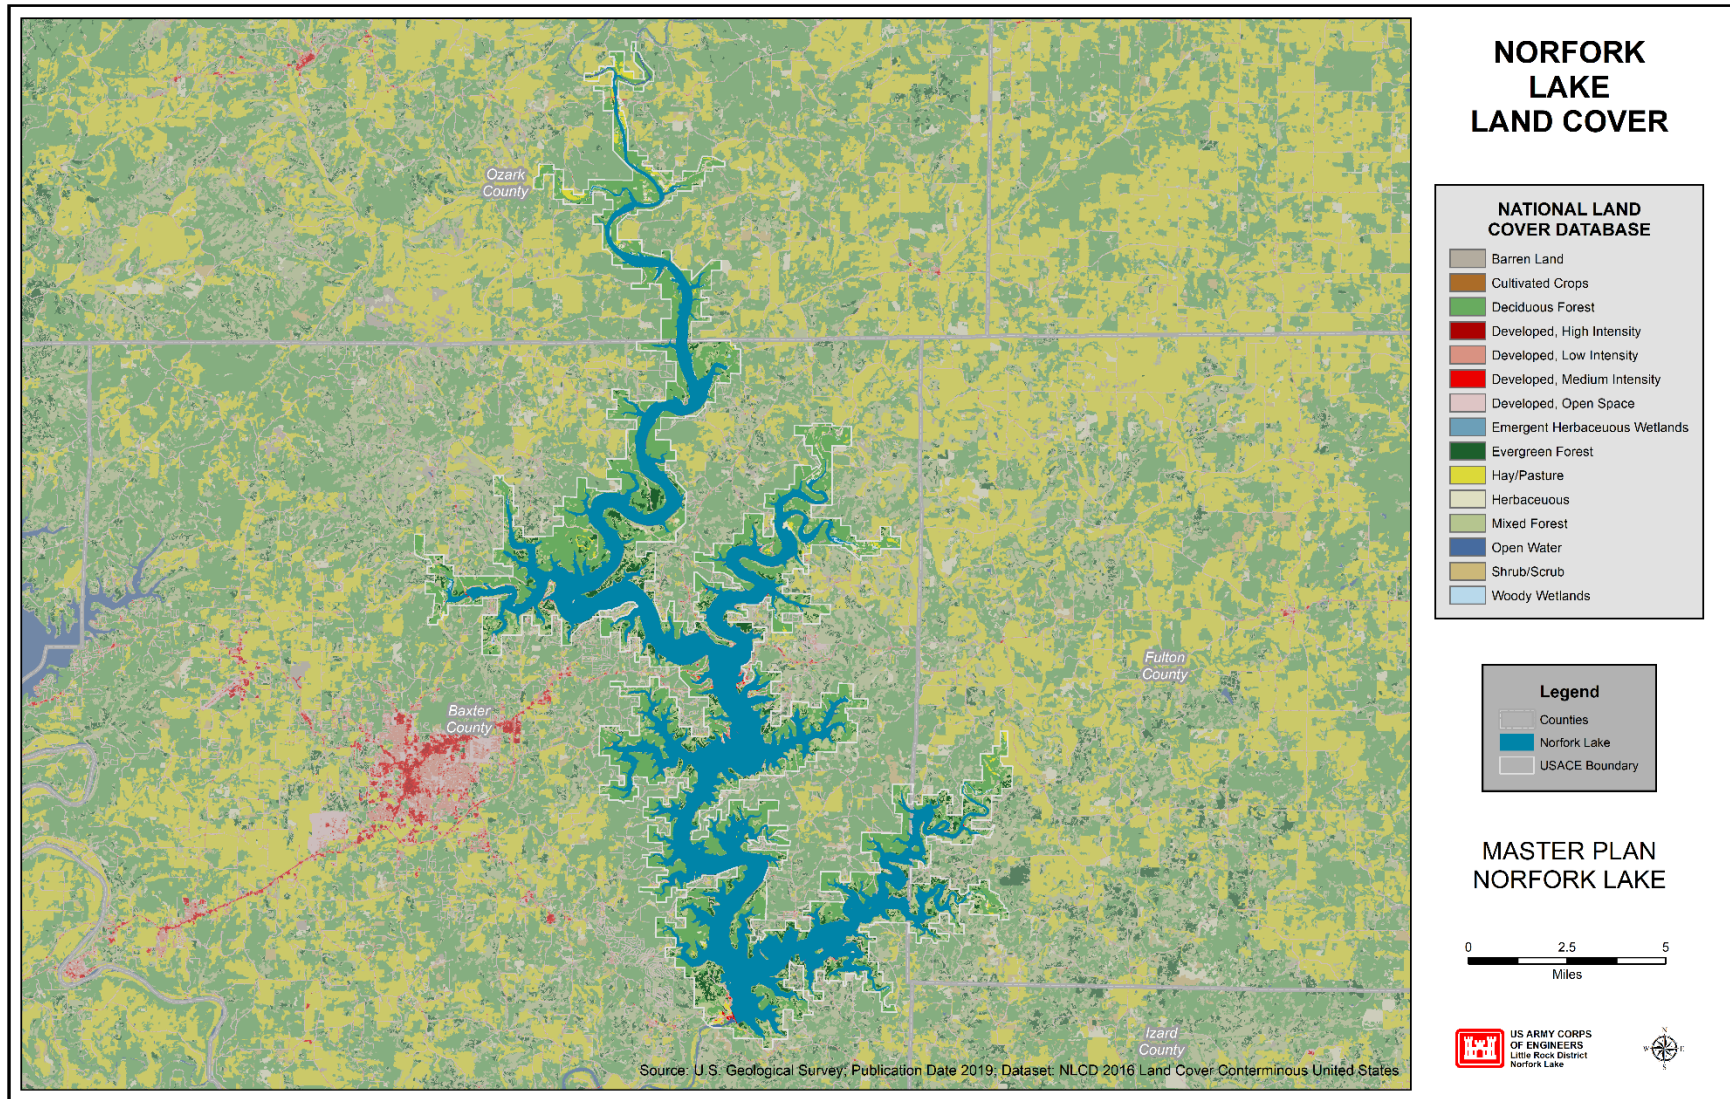 NORFORK
LAKE
LAND COVER
NATIONAL LAND
COVER DATABASE
Barren Land
Cultivated Crops
Deciduous Forest
Developed, High Intensity
Developed, Low Intensity
Developed, Medium Intensity
Developed, Open Space
Emergent Herbaceuous Wetlands
Evergreen Forest
Hay/Pasture
Herbaceuous
Mixed Forest
Open Water
Shrub/Scrub
Woody Wetlands
Legend
Counties
Norfork Lake
USACE Boundary
MASTER PLAN
NORFORK LAKE
0 2.5 5
Miles
US ARMY CORPS
OF ENGINEERS
Little Rock District
Norfork Lake
N
W E
S
Ozark
County
Baxter
County
Fulton
County
Izard
County
Source: U.S. Geological Survey; Publication Date 2019; Dataset: NLCD 2016 Land Cover Conterminous United States